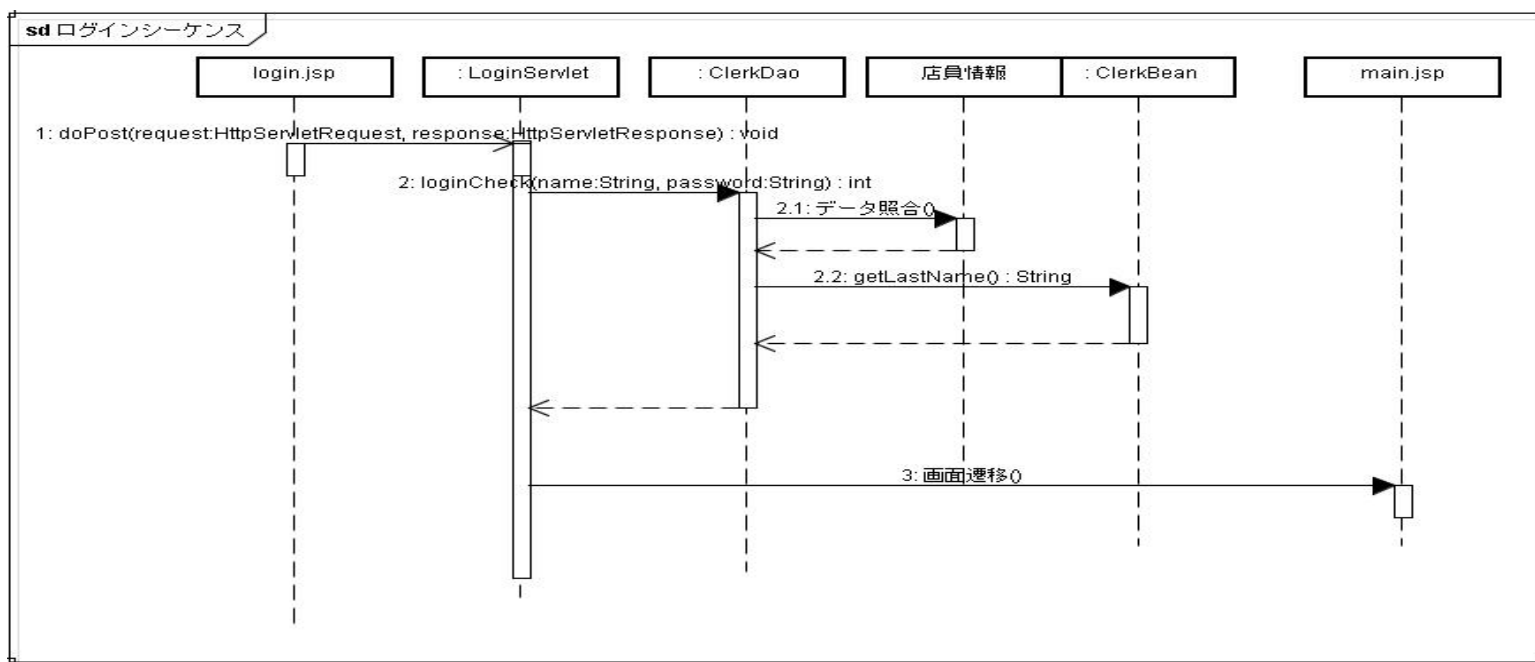 sd ログインシーケンス
login.jsp
: LoginServlet
: ClerkDao
店員情報
: ClerkBean
main.jsp
1: doPost(request:HttpServletRequest, response:HttpServletResponse) : void
2: loginCheck(name:String, password:String) : int
2.1: データ照合()
2.2: getLastName() : String
3: 画面遷移()